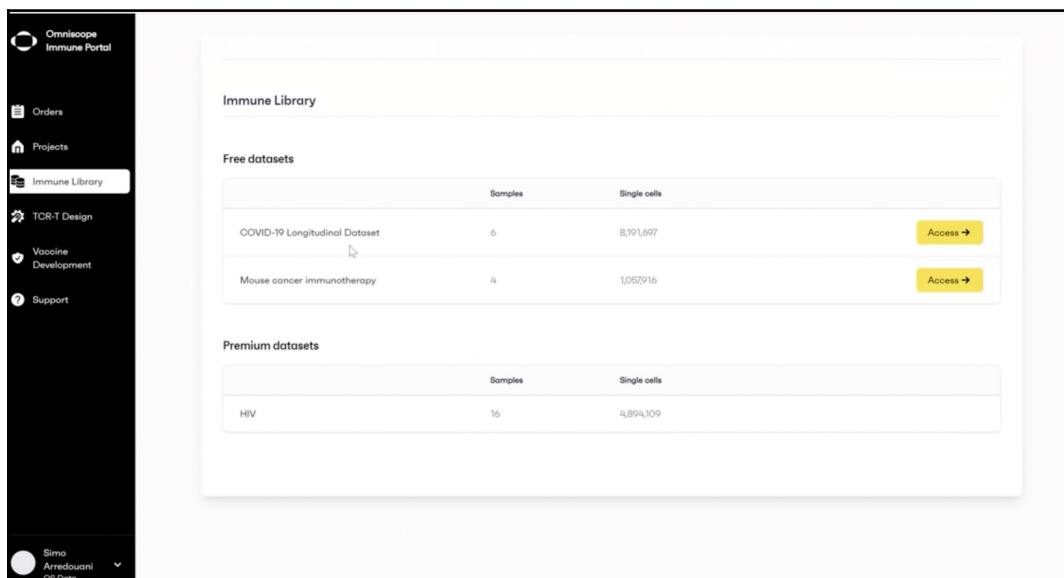 Omniscope
Immune Portal
Orders
Projects
Immune Library
TCR-T Design
Vaccine
Development
Support
Simo
Arredouani
Immune Library
Free datasets
Samples Single cells
COVID-19 Longitudinal Dataset 6 8,191,697 Access →
Mouse cancer immunotherapy 4 1,057,916 Access →
Premium datasets
Samples Single cells
HIV 16 4,894,109